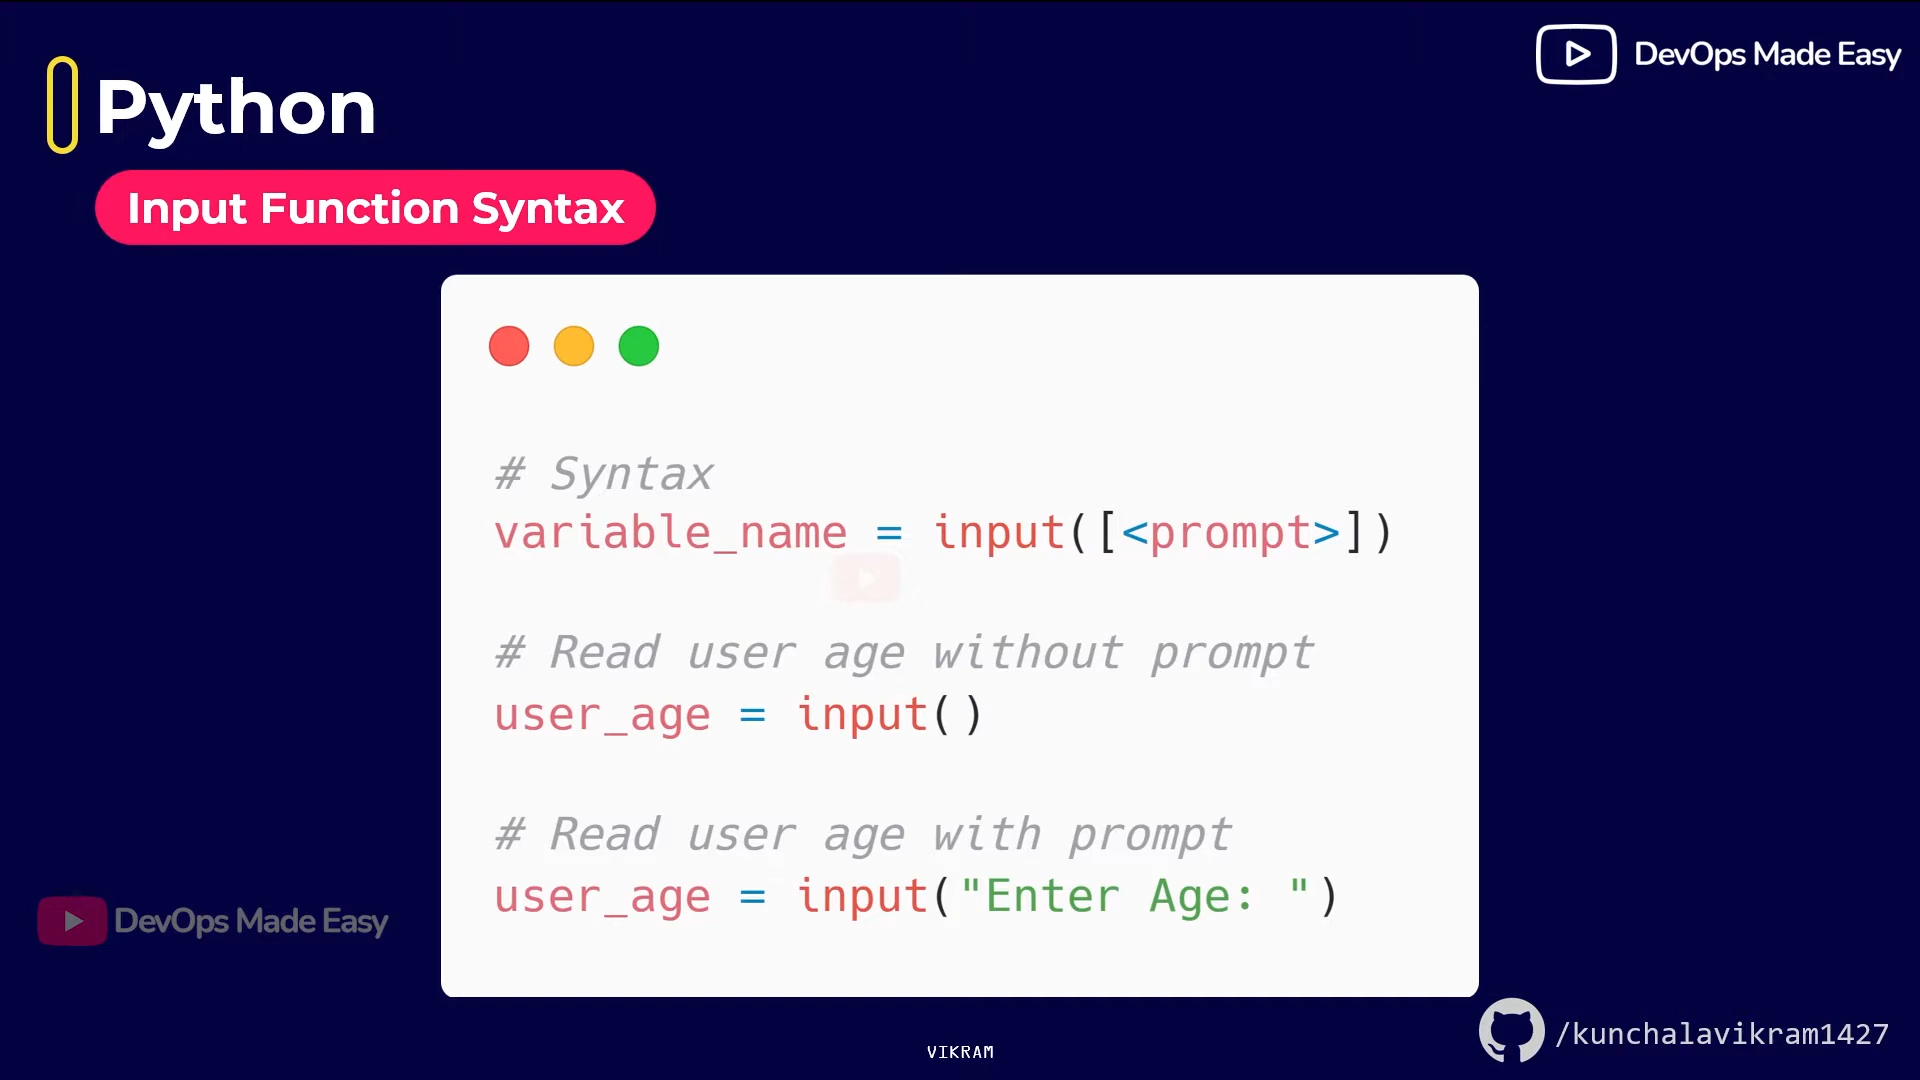 DevOps Made Easy
Python
Input Function Syntax
# Syntax
variable_name = input([<prompt>])
# Read user age without prompt
user_age = input()
# Read user age with prompt
user_age = input("Enter Age: ")
DevOps Made Easy
/kunchalavikram1427
VIKRAM